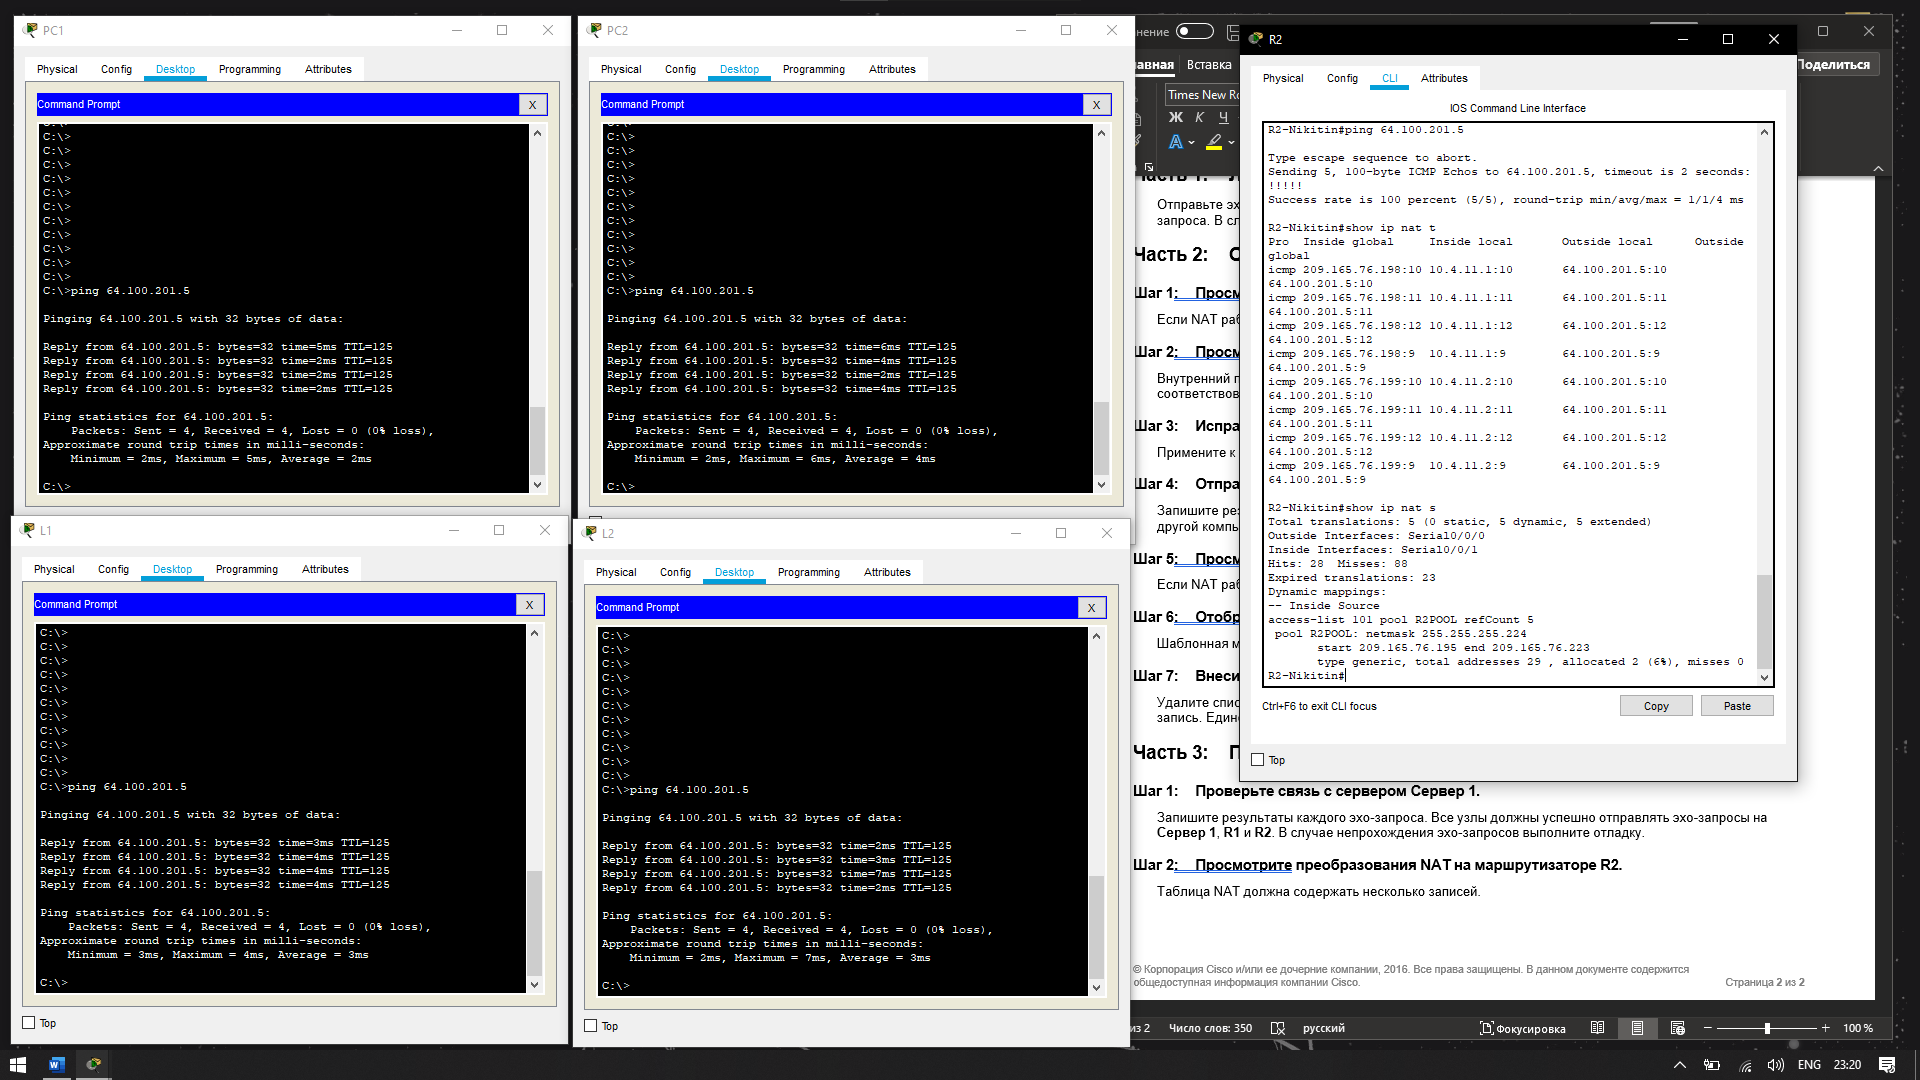 PC1
Physical Config Desktop Programming Attributes
Command Prompt X
C:\>
C:\>
C:\>
C:\>
C:\>
C:\>
C:\>
C:\>
C:\>
C:\>
C:\>
C:\>ping 64.100.201.5
Pinging 64.100.201.5 with 32 bytes of data:
Reply from 64.100.201.5: bytes=32 time=5ms TTL=125
Reply from 64.100.201.5: bytes=32 time=2ms TTL=125
Reply from 64.100.201.5: bytes=32 time=2ms TTL=125
Reply from 64.100.201.5: bytes=32 time=2ms TTL=125
Ping statistics for 64.100.201.5:
Packets: Sent = 4, Received = 4, Lost = 0 (0% loss),
Approximate round trip times in milli-seconds:
Minimum = 2ms, Maximum = 5ms, Average = 2ms
C:\>
PC2
Physical Config Desktop Programming Attributes
Command Prompt X
C:\>
C:\>
C:\>
C:\>
C:\>
C:\>
C:\>
C:\>
C:\>
C:\>
C:\>
C:\>ping 64.100.201.5
Pinging 64.100.201.5 with 32 bytes of data:
Reply from 64.100.201.5: bytes=32 time=6ms TTL=125
Reply from 64.100.201.5: bytes=32 time=4ms TTL=125
Reply from 64.100.201.5: bytes=32 time=2ms TTL=125
Reply from 64.100.201.5: bytes=32 time=4ms TTL=125
Ping statistics for 64.100.201.5:
Packets: Sent = 4, Received = 4, Lost = 0 (0% loss),
Approximate round trip times in milli-seconds:
Minimum = 2ms, Maximum = 6ms, Average = 4ms
C:\>
L1
Physical Config Desktop Programming Attributes
Command Prompt X
C:\>
C:\>
C:\>
C:\>
C:\>
C:\>
C:\>
C:\>
C:\>
C:\>
C:\>
C:\>ping 64.100.201.5
Pinging 64.100.201.5 with 32 bytes of data:
Reply from 64.100.201.5: bytes=32 time=3ms TTL=125
Reply from 64.100.201.5: bytes=32 time=4ms TTL=125
Reply from 64.100.201.5: bytes=32 time=4ms TTL=125
Reply from 64.100.201.5: bytes=32 time=4ms TTL=125
Ping statistics for 64.100.201.5:
Packets: Sent = 4, Received = 4, Lost = 0 (0% loss),
Approximate round trip times in milli-seconds:
Minimum = 3ms, Maximum = 4ms, Average = 3ms
C:\>
Top
L2
Physical Config Desktop Programming Attributes
Command Prompt X
C:\>
C:\>
C:\>
C:\>
C:\>
C:\>
C:\>
C:\>
C:\>
C:\>
C:\>
C:\>ping 64.100.201.5
Pinging 64.100.201.5 with 32 bytes of data:
Reply from 64.100.201.5: bytes=32 time=2ms TTL=125
Reply from 64.100.201.5: bytes=32 time=3ms TTL=125
Reply from 64.100.201.5: bytes=32 time=7ms TTL=125
Reply from 64.100.201.5: bytes=32 time=2ms TTL=125
Ping statistics for 64.100.201.5:
Packets: Sent = 4, Received = 4, Lost = 0 (0% loss),
Approximate round trip times in milli-seconds:
Minimum = 2ms, Maximum = 7ms, Average = 3ms
C:\>
Top
R2
Physical Config CLI Attributes
IOS Command Line Interface
R2-Nikitin#ping 64.100.201.5
Type escape sequence to abort.
Sending 5, 100-byte ICMP Echos to 64.100.201.5, timeout is 2 seconds:
!!!!!
Success rate is 100 percent (5/5), round-trip min/avg/max = 1/1/4 ms
R2-Nikitin#show ip nat t
Pro Inside global Inside local Outside local Outside
global
icmp 209.165.76.198:10 10.4.11.1:10 64.100.201.5:10
64.100.201.5:10
icmp 209.165.76.198:11 10.4.11.1:11 64.100.201.5:11
64.100.201.5:11
icmp 209.165.76.198:12 10.4.11.1:12 64.100.201.5:12
64.100.201.5:12
icmp 209.165.76.198:9 10.4.11.1:9 64.100.201.5:9
64.100.201.5:9
icmp 209.165.76.199:10 10.4.11.2:10 64.100.201.5:10
64.100.201.5:10
icmp 209.165.76.199:11 10.4.11.2:11 64.100.201.5:11
64.100.201.5:11
icmp 209.165.76.199:12 10.4.11.2:12 64.100.201.5:12
64.100.201.5:12
icmp 209.165.76.199:9 10.4.11.2:9 64.100.201.5:9
64.100.201.5:9
R2-Nikitin#show ip nat s
Total translations: 5 (0 static, 5 dynamic, 5 extended)
Outside Interfaces: Serial0/0/0
Inside Interfaces: Serial0/0/1
Hits: 28 Misses: 88
Expired translations: 23
Dynamic mappings:
-- Inside Source
access-list 101 pool R2POOL refCount 5
pool R2POOL: netmask 255.255.255.224
start 209.165.76.195 end 209.165.76.223
type generic, total addresses 29 , allocated 2 (6%), misses 0
R2-Nikitin#
Ctrl+F6 to exit CLI focus Copy Paste
Top
нение
авная Вставка
Поделиться
Times New Ro
Ж К Ч
Отправьте эх
запроса. В сл
Часть 2: С
Шаг 1: Просм
Если NAT раб
Шаг 2: Просм
Внутренний п
соответствов
Шаг 3: Испра
Примените к
Шаг 4: Отпра
Запишите рез
другой компь
Шаг 5: Просм
Если NAT раб
Шаг 6: Отобр
Шаблонная м
Шаг 7: Внеси
Удалите спис
запись. Един
Часть 3: П
Шаг 1: Проверьте связь с сервером Сервер 1.
Запишите результаты каждого эхо-запроса. Все узлы должны успешно отправлять эхо-запросы на
Сервер 1, R1 и R2. В случае непрохождения эхо-запросов выполните отладку.
Шаг 2: Просмотрите преобразования NAT на маршрутизаторе R2.
Таблица NAT должна содержать несколько записей.
© Корпорация Cisco и/или ее дочерние компании, 2016. Все права защищены. В данном документе содержится
общедоступная информация компании Cisco. Страница 2 из 2
из 2 Число слов: 350 русский Фокусировка 100 %
ENG 23:20